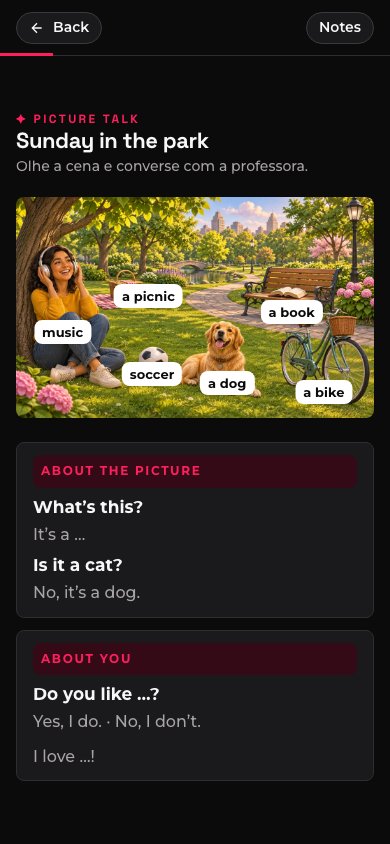 ← Back
Notes
✦ PICTURE TALK
Sunday in the park
Olhe a cena e converse com a professora.
a picnic
a book
music
soccer
a dog
a bike
ABOUT THE PICTURE
What's this?
It's a ...
Is it a cat?
No, it's a dog.
ABOUT YOU
Do you like ...?
Yes, I do. · No, I don't.
I love ...!